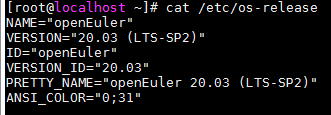 [root@localhost ~]# cat /etc/os-release
NAME="openEuler"
VERSION="20.03 (LTS-SP2)"
ID="openEuler"
VERSION_ID="20.03"
PRETTY_NAME="openEuler 20.03 (LTS-SP2)"
ANSI_COLOR="0;31"